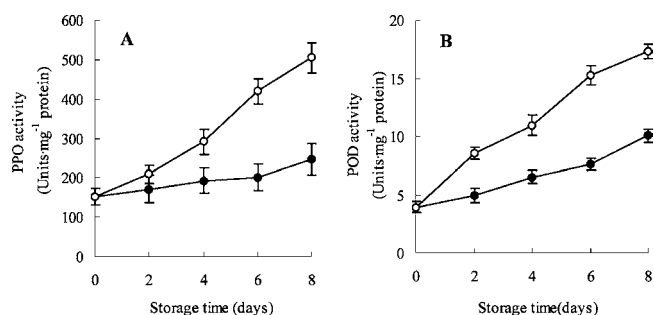 A
PPO activity
(Units·mg⁻¹ protein)
600
500
400
300
200
100
0
0 2 4 6 8
Storage time (days)
B
POD activity
(Units·mg⁻¹ protein)
20
15
10
5
0
0 2 4 6 8
Storage time(days)